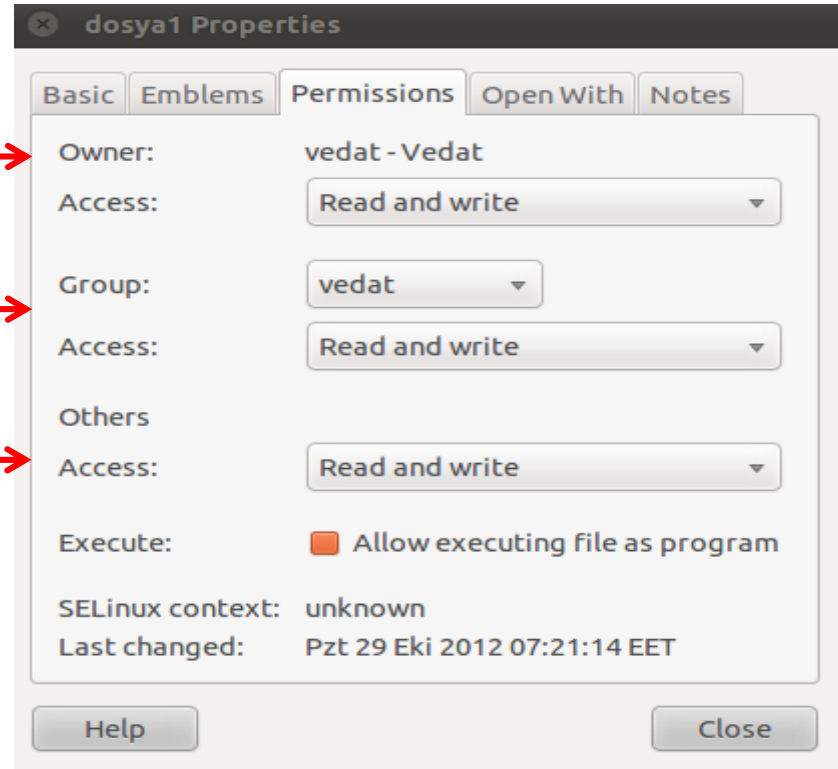 dosya1 Properties
Basic Emblems Permissions Open With Notes
Owner: vedat - Vedat
Access: Read and write
Group: vedat
Access: Read and write
Others
Access: Read and write
Execute: Allow executing file as program
SELinux context: unknown
Last changed: Pzt 29 Eki 2012 07:21:14 EET
Help Close